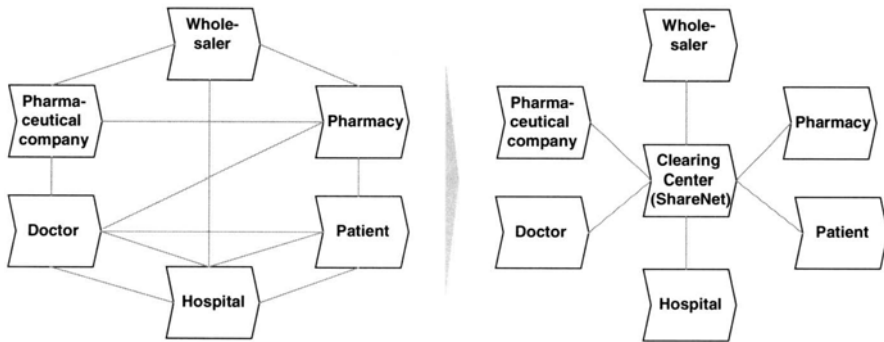 Whole-
saler
Pharma-
ceutical
company
Pharmacy
Doctor
Patient
Hospital
Whole-
saler
Pharma-
ceutical
company
Pharmacy
Clearing
Center
(ShareNet)
Doctor
Patient
Hospital